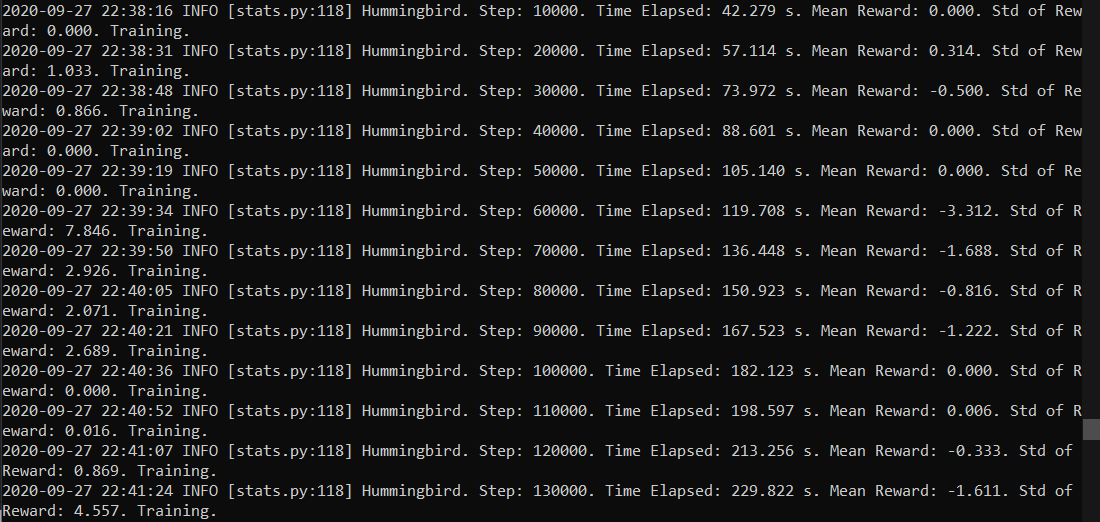 2020-09-27 22:38:16 INFO [stats.py:118] Hummingbird. Step: 10000. Time Elapsed: 42.279 s. Mean Reward: 0.000. Std of Rew
ard: 0.000. Training.
2020-09-27 22:38:31 INFO [stats.py:118] Hummingbird. Step: 20000. Time Elapsed: 57.114 s. Mean Reward: 0.314. Std of Rew
ard: 1.033. Training.
2020-09-27 22:38:48 INFO [stats.py:118] Hummingbird. Step: 30000. Time Elapsed: 73.972 s. Mean Reward: -0.500. Std of Re
ward: 0.866. Training.
2020-09-27 22:39:02 INFO [stats.py:118] Hummingbird. Step: 40000. Time Elapsed: 88.601 s. Mean Reward: 0.000. Std of Rew
ard: 0.000. Training.
2020-09-27 22:39:19 INFO [stats.py:118] Hummingbird. Step: 50000. Time Elapsed: 105.140 s. Mean Reward: 0.000. Std of Re
ward: 0.000. Training.
2020-09-27 22:39:34 INFO [stats.py:118] Hummingbird. Step: 60000. Time Elapsed: 119.708 s. Mean Reward: -3.312. Std of R
eward: 7.846. Training.
2020-09-27 22:39:50 INFO [stats.py:118] Hummingbird. Step: 70000. Time Elapsed: 136.448 s. Mean Reward: -1.688. Std of R
eward: 2.926. Training.
2020-09-27 22:40:05 INFO [stats.py:118] Hummingbird. Step: 80000. Time Elapsed: 150.923 s. Mean Reward: -0.816. Std of R
eward: 2.071. Training.
2020-09-27 22:40:21 INFO [stats.py:118] Hummingbird. Step: 90000. Time Elapsed: 167.523 s. Mean Reward: -1.222. Std of R
eward: 2.689. Training.
2020-09-27 22:40:36 INFO [stats.py:118] Hummingbird. Step: 100000. Time Elapsed: 182.123 s. Mean Reward: 0.000. Std of R
eward: 0.000. Training.
2020-09-27 22:40:52 INFO [stats.py:118] Hummingbird. Step: 110000. Time Elapsed: 198.597 s. Mean Reward: 0.006. Std of R
eward: 0.016. Training.
2020-09-27 22:41:07 INFO [stats.py:118] Hummingbird. Step: 120000. Time Elapsed: 213.256 s. Mean Reward: -0.333. Std of
Reward: 0.869. Training.
2020-09-27 22:41:24 INFO [stats.py:118] Hummingbird. Step: 130000. Time Elapsed: 229.822 s. Mean Reward: -1.611. Std of
Reward: 4.557. Training.